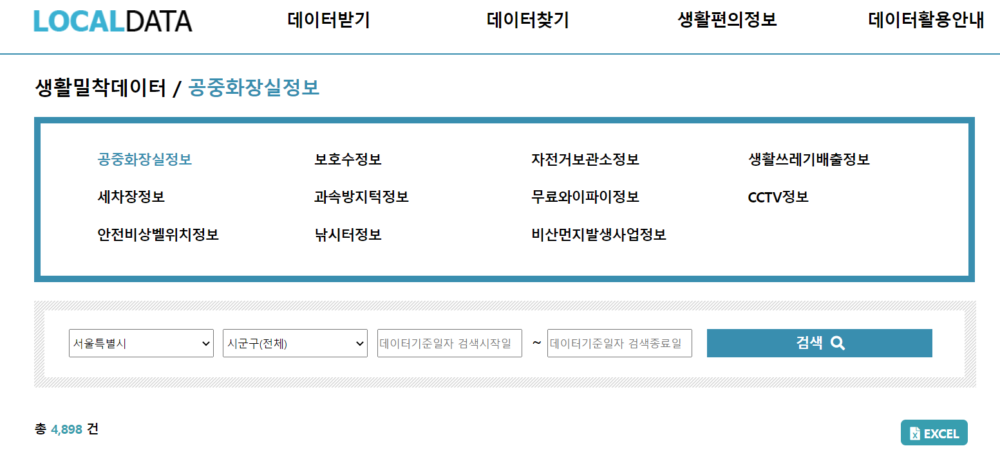 LOCALDATA 데이터받기 데이터찾기 생활편의정보 데이터활용안내
생활밀착데이터 / 공중화장실정보
공중화장실정보 보호수정보 자전거보관소정보 생활쓰레기배출정보
세차장정보 과속방지턱정보 무료와이파이정보 CCTV정보
안전비상벨위치정보 낚시터정보 비산먼지발생사업정보
서울특별시 시군구(전체) 데이터기준일자 검색시작일 ~ 데이터기준일자 검색종료일 검색
총 4,898 건 X EXCEL